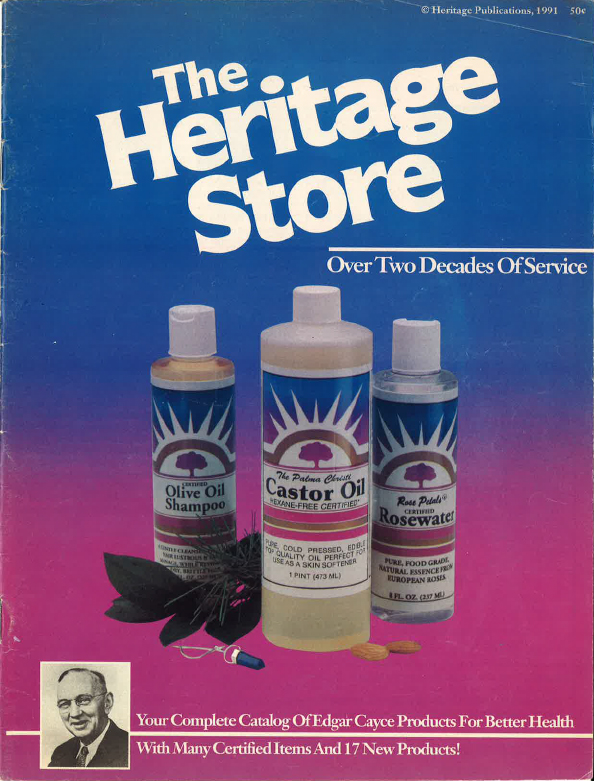 © Heritage Publications, 1991 50¢
The
Heritage
Store
Over Two Decades Of Service
CERTIFIED
Olive Oil
Shampoo
The Palma Christi
Castor Oil
HEXANE-FREE CERTIFIED*
PURE, COLD PRESSED, EDIBLE
TOP QUALITY OIL PERFECT FOR
USE AS A SKIN SOFTENER
1 PINT (473 ML)
Rose Petals®
CERTIFIED
Rosewater
PURE, FOOD GRADE,
NATURAL ESSENCE FROM
EUROPEAN ROSES.
8 FL. OZ. (237 ML)
Your Complete Catalog Of Edgar Cayce Products For Better Health
With Many Certified Items And 17 New Products!